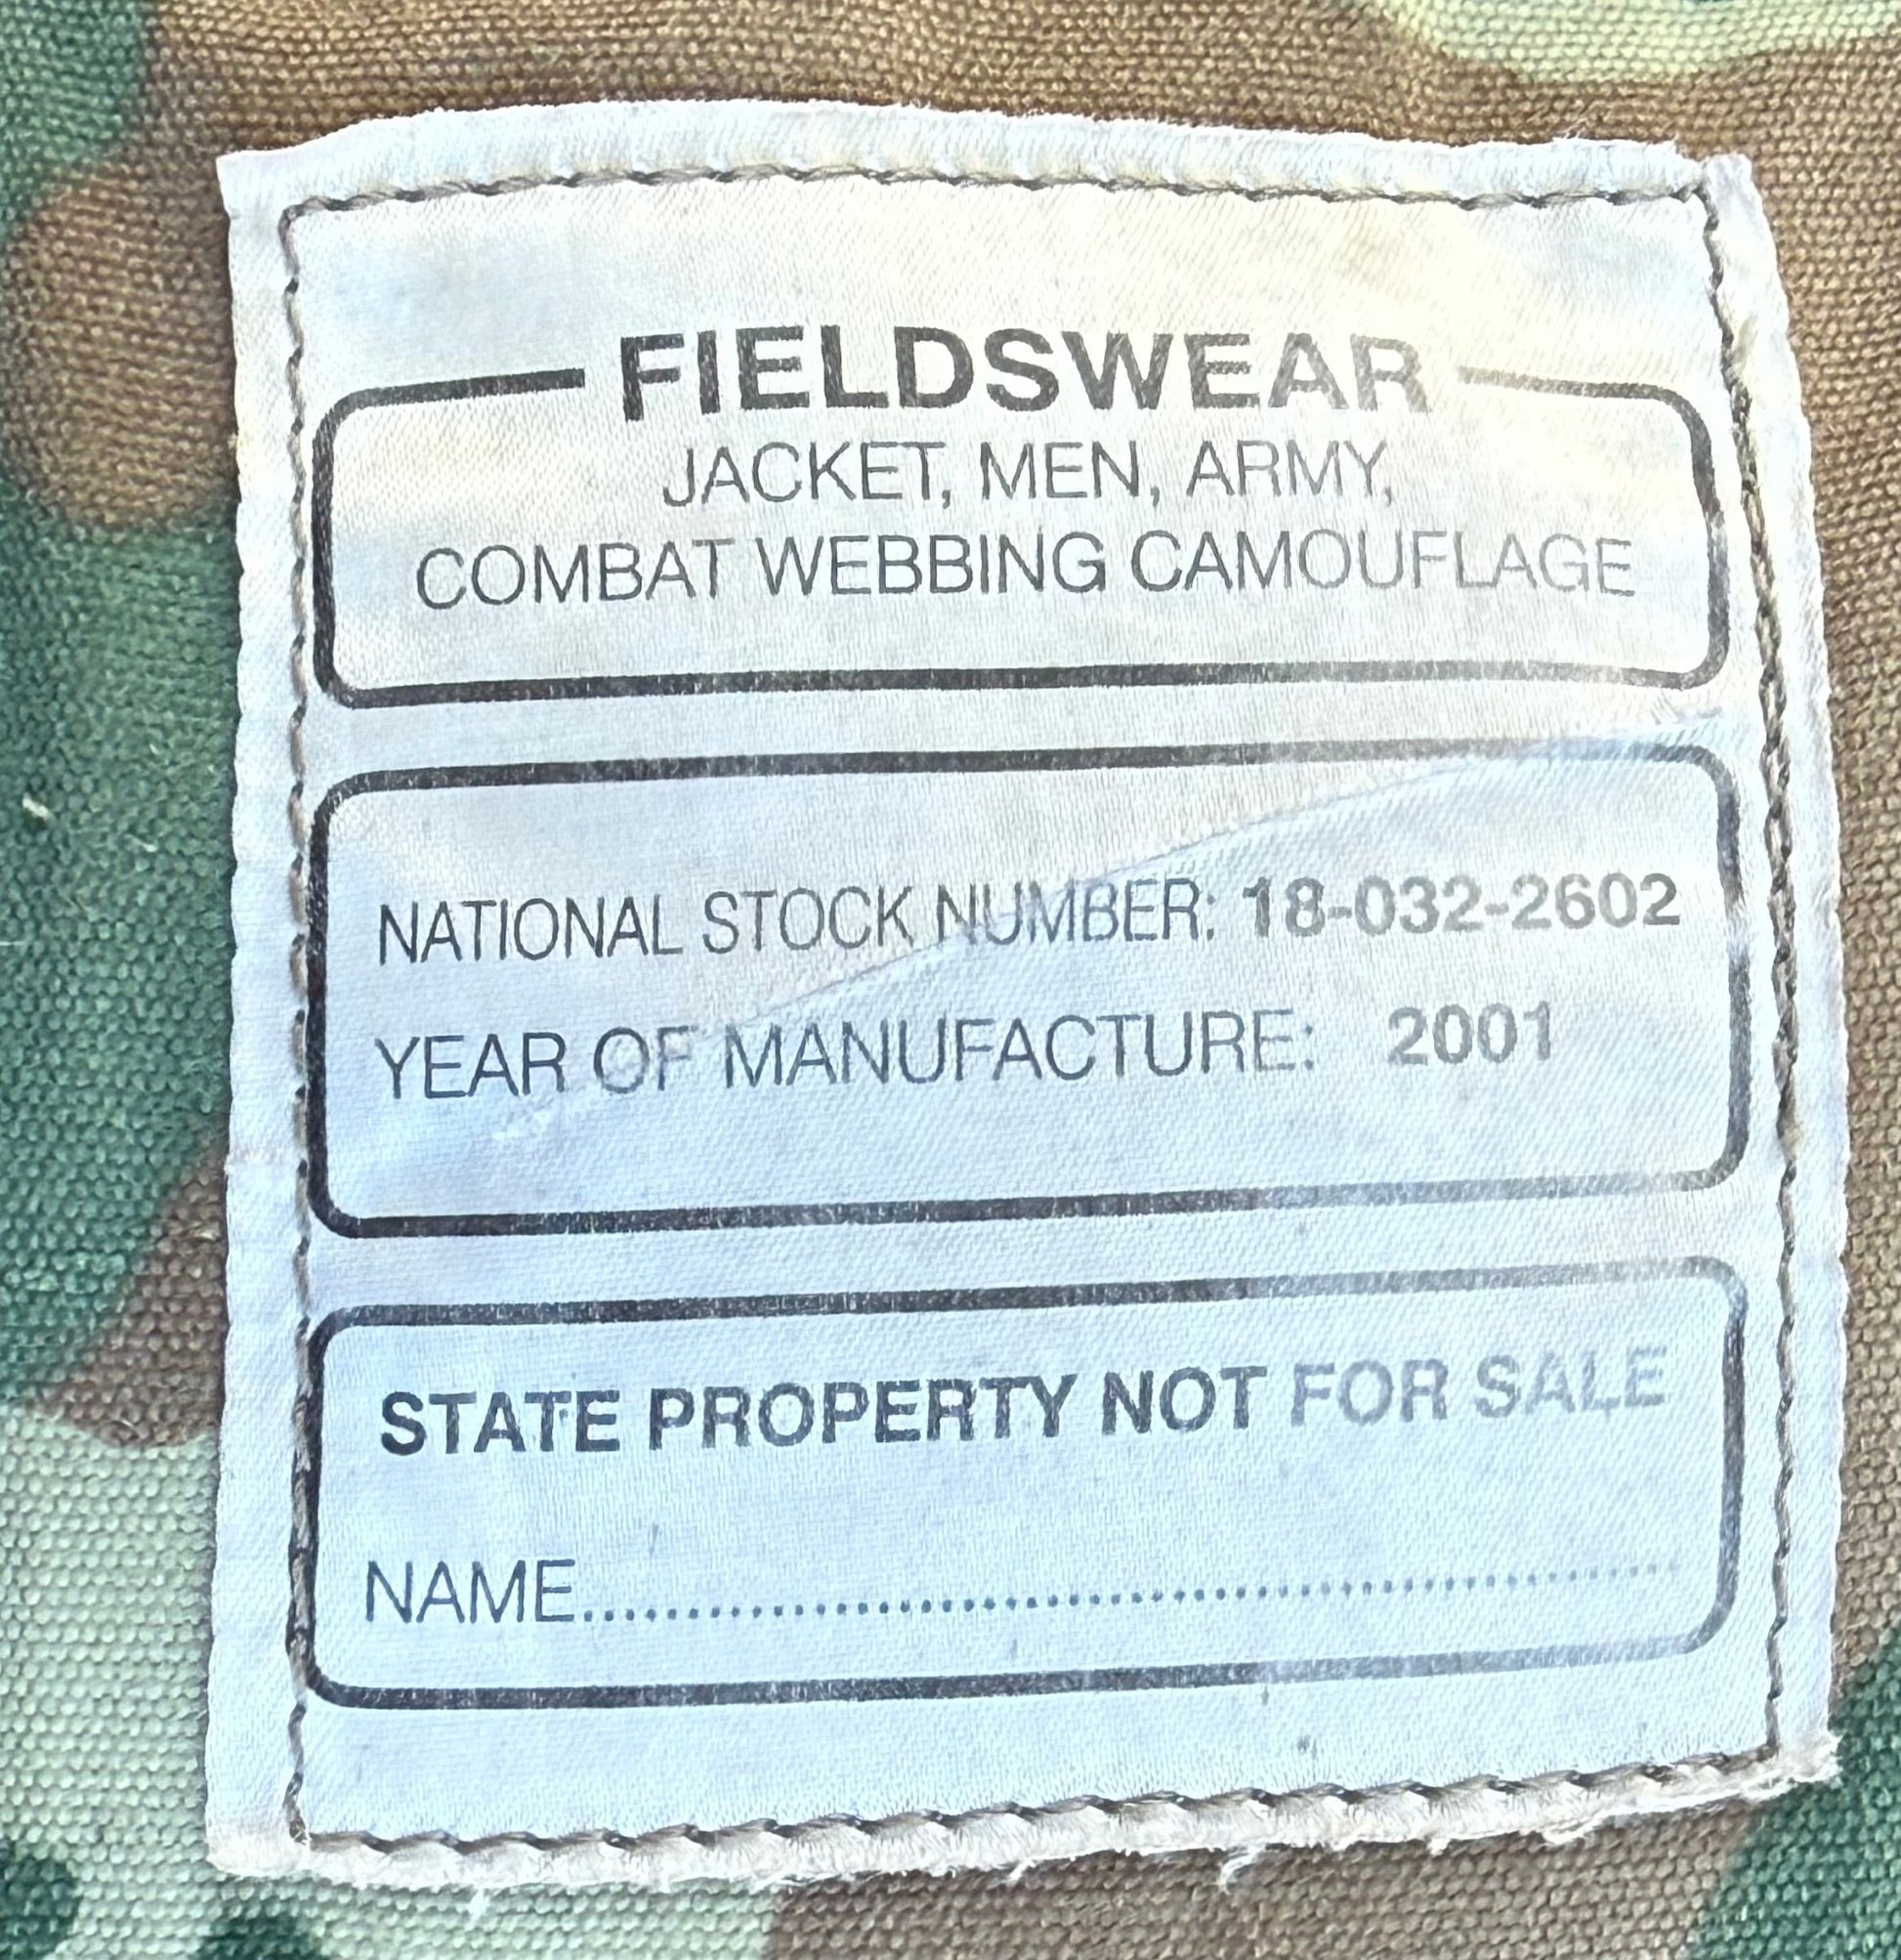 FIELDSWEAR
JACKET, MEN, ARMY,
COMBAT WEBBING CAMOUFLAGE
NATIONAL STOCK NUMBER: 18-032-2602
YEAR OF MANUFACTURE: 2001
STATE PROPERTY NOT FOR SALE
NAME..............................................................